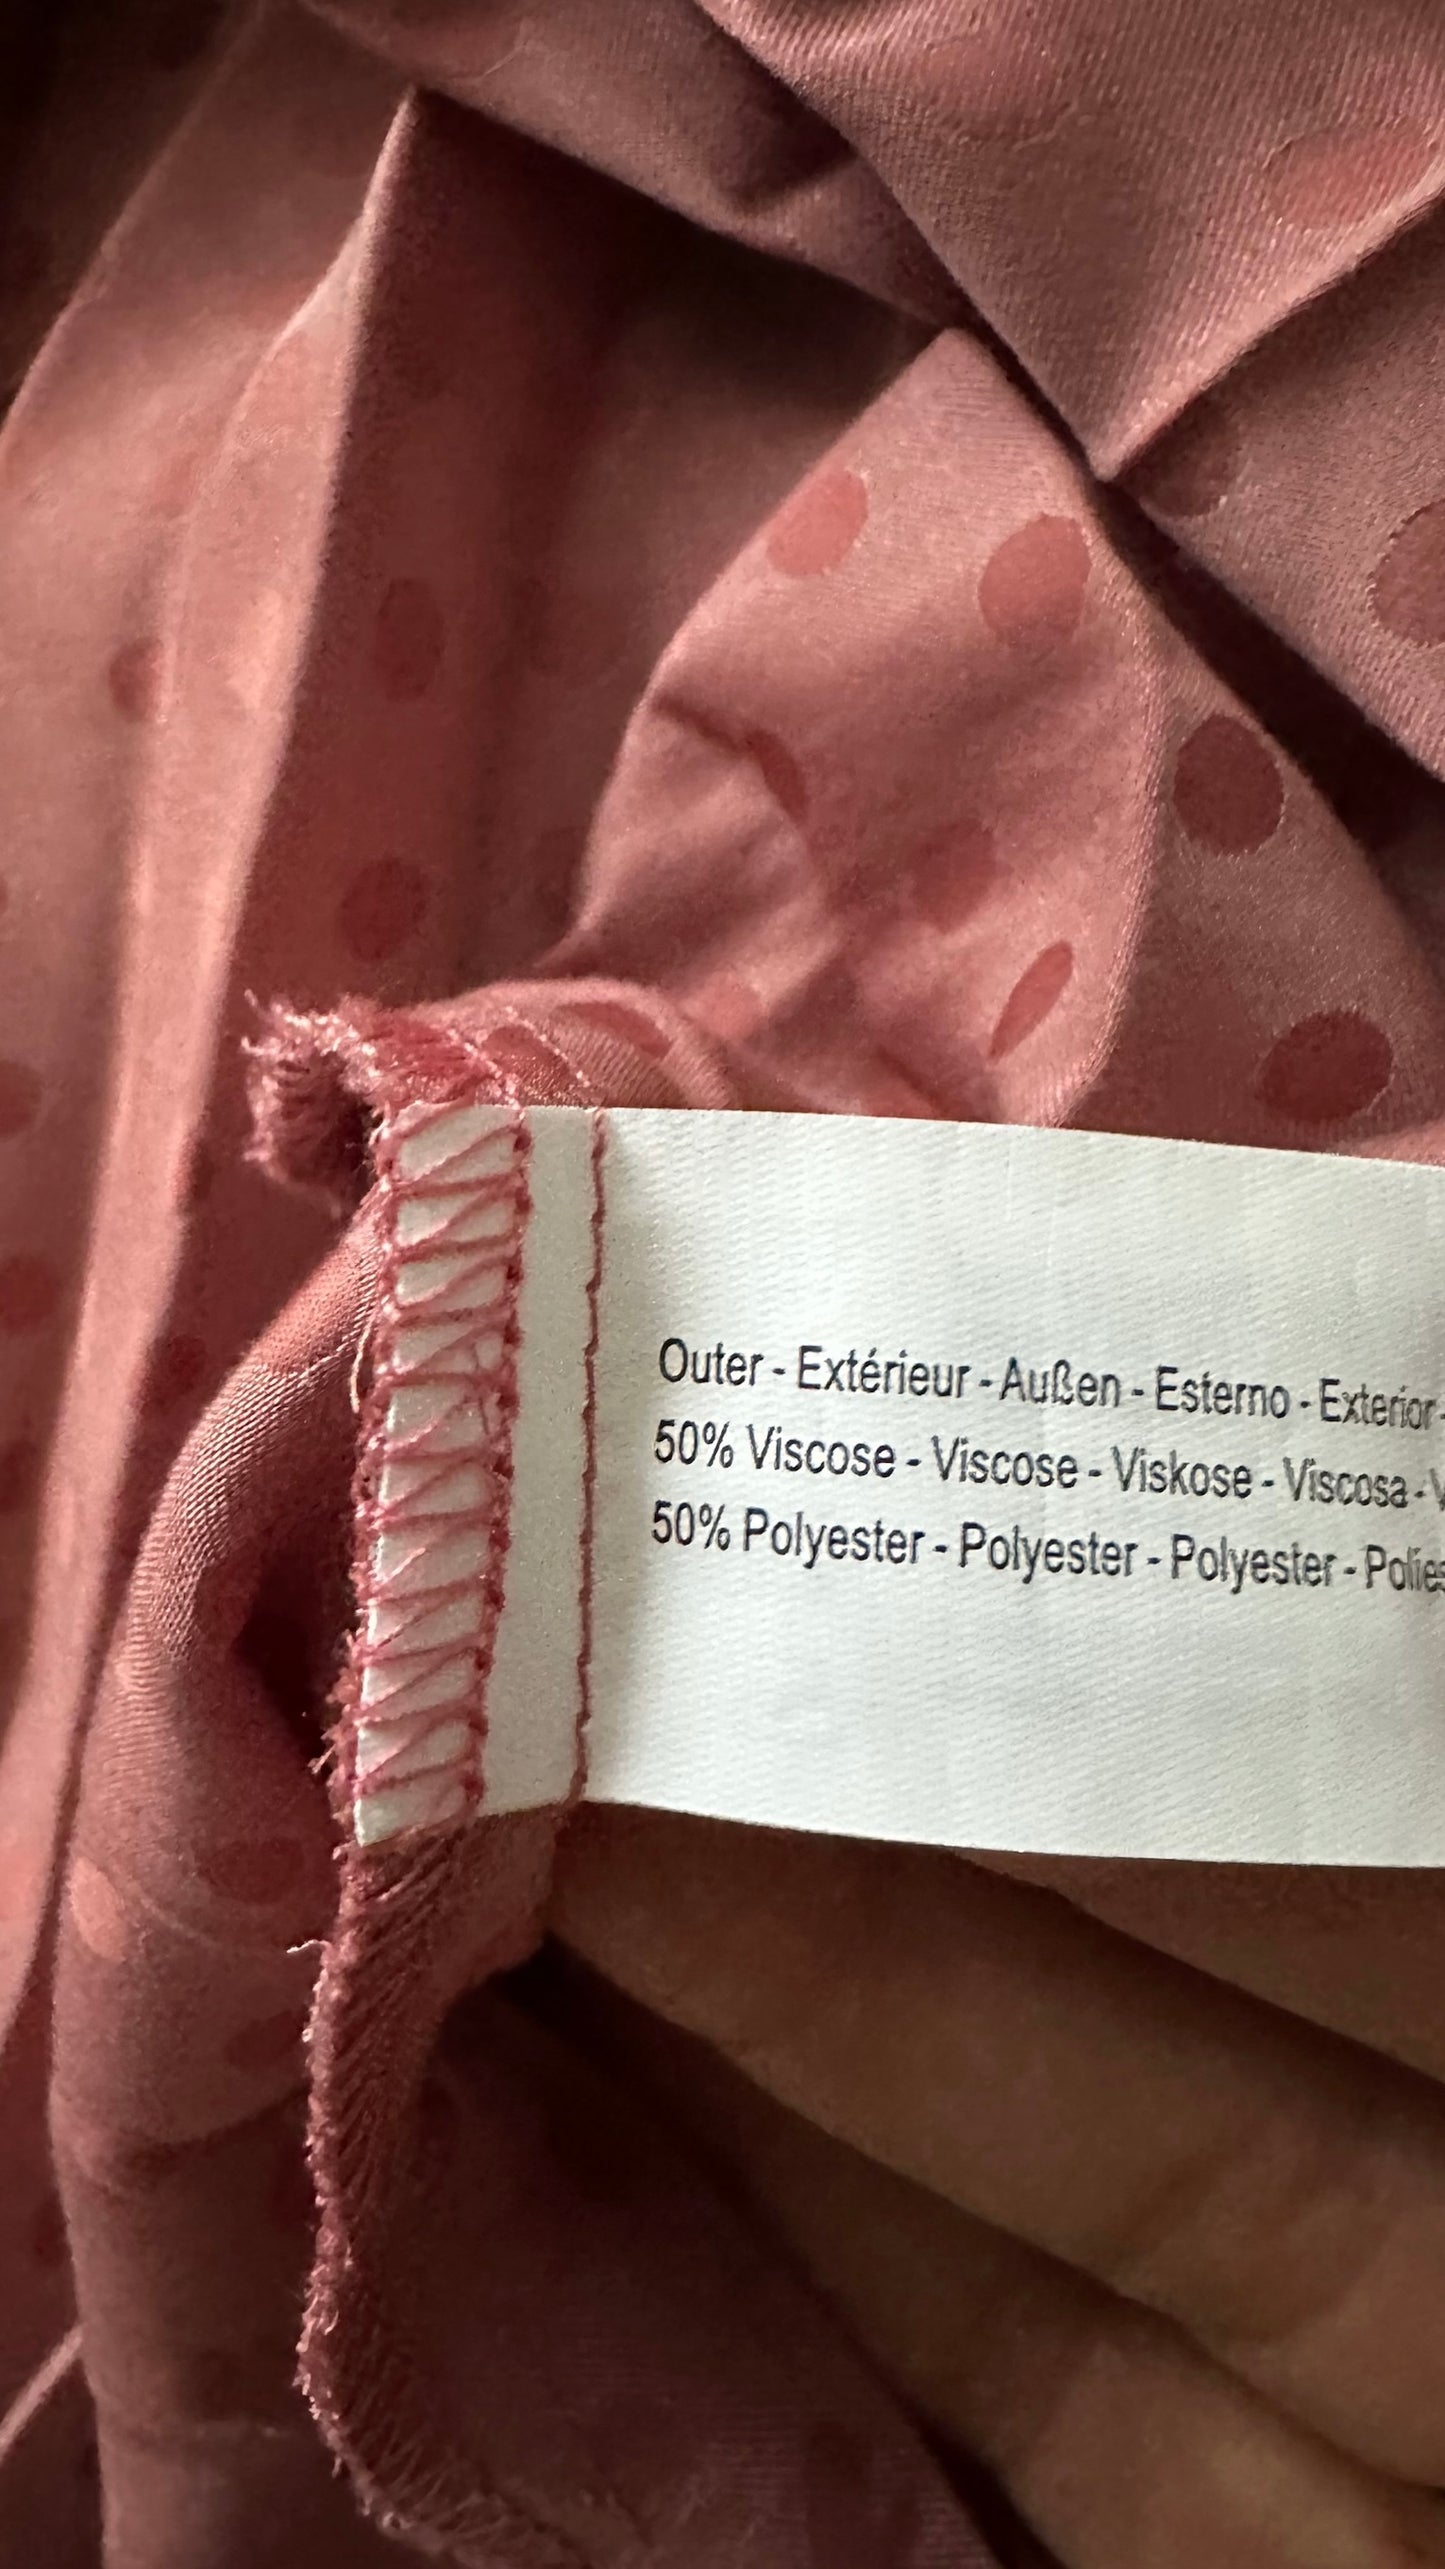 Outer - Extérieur - Außen - Esterno - Exterior -
50% Viscose - Viscose - Viskose - Viscosa -
50% Polyester - Polyester - Polyester -